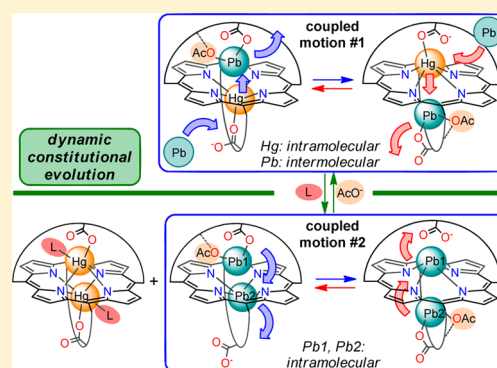 coupled
motion #1
O
O
AcO
Pb
N N
N N
Hg
O
⁻O
O
Pb
O
O⁻
O
Pb
Hg
N N
N N
Pb
OAc
O
O
Hg: intramolecular
Pb: intermolecular
dynamic
constitutional
evolution
L
AcO⁻
coupled
motion #2
O
O
L
Hg
N N
N N
Hg
L
O
O
+
O
O
AcO
Pb1
N N
N N
Pb2
⁻O
O
O
O⁻
Pb1
N N
N N
Pb2
OAc
O
O
Pb1, Pb2:
intramolecular